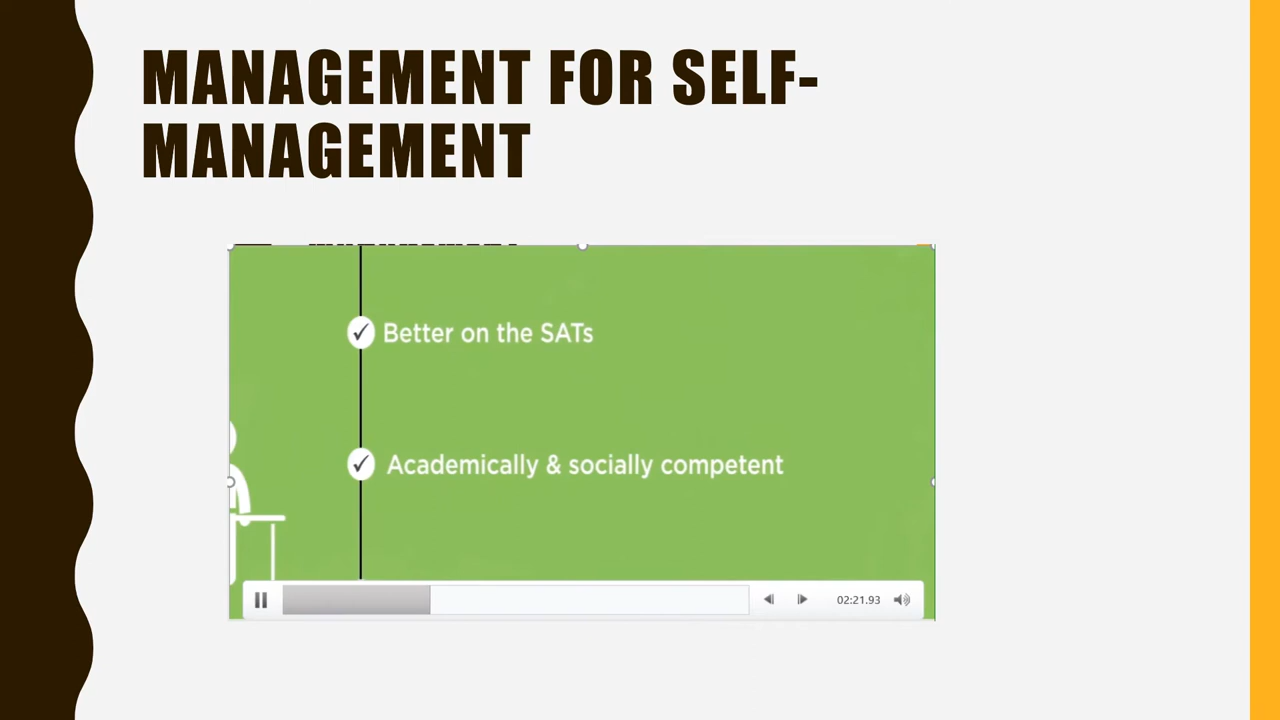 MANAGEMENT FOR SELF-
MANAGEMENT
Better on the SATs
Academically & socially competent
02:21.93